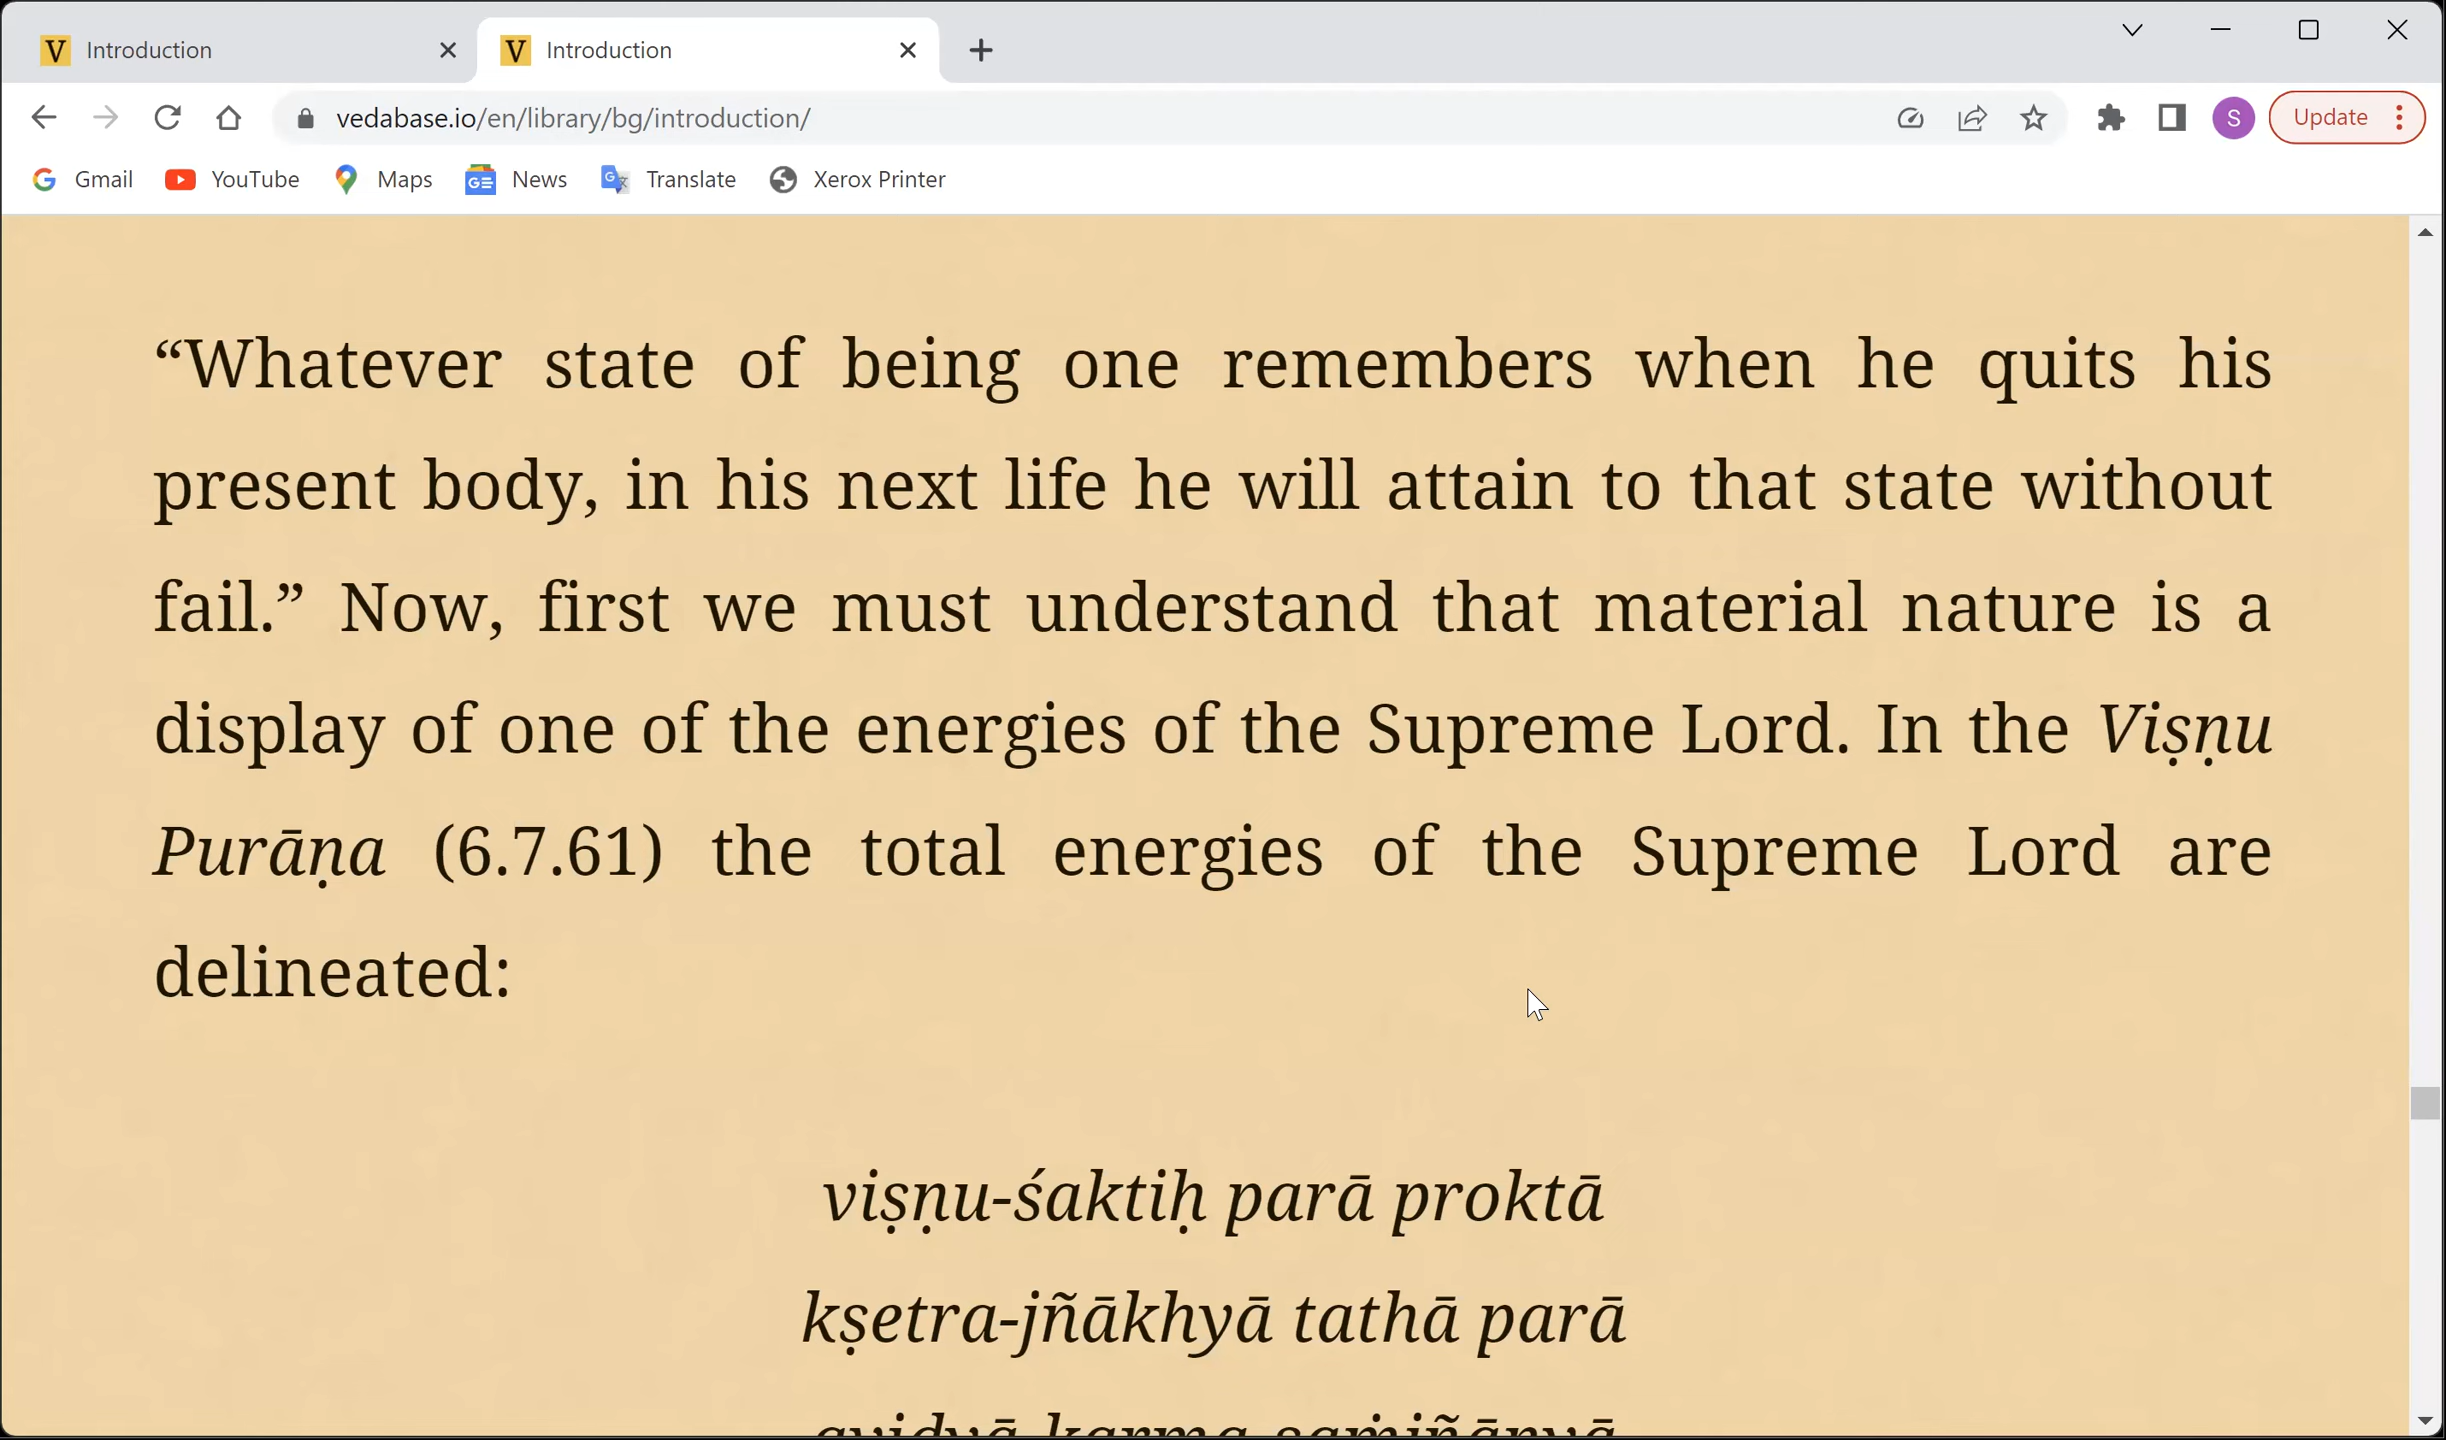 Introduction
Introduction
vedabase.io/en/library/bg/introduction/
S
Update
Gmail
YouTube
Maps
News
Translate
Xerox Printer
“Whatever state of being one remembers when he quits his
present body, in his next life he will attain to that state without
fail.” Now, first we must understand that material nature is a
display of one of the energies of the Supreme Lord. In the Viṣṇu
Purāṇa (6.7.61) the total energies of the Supreme Lord are
delineated:
viṣṇu-śaktiḥ parā proktā
kṣetra-jñākhyā tathā parā